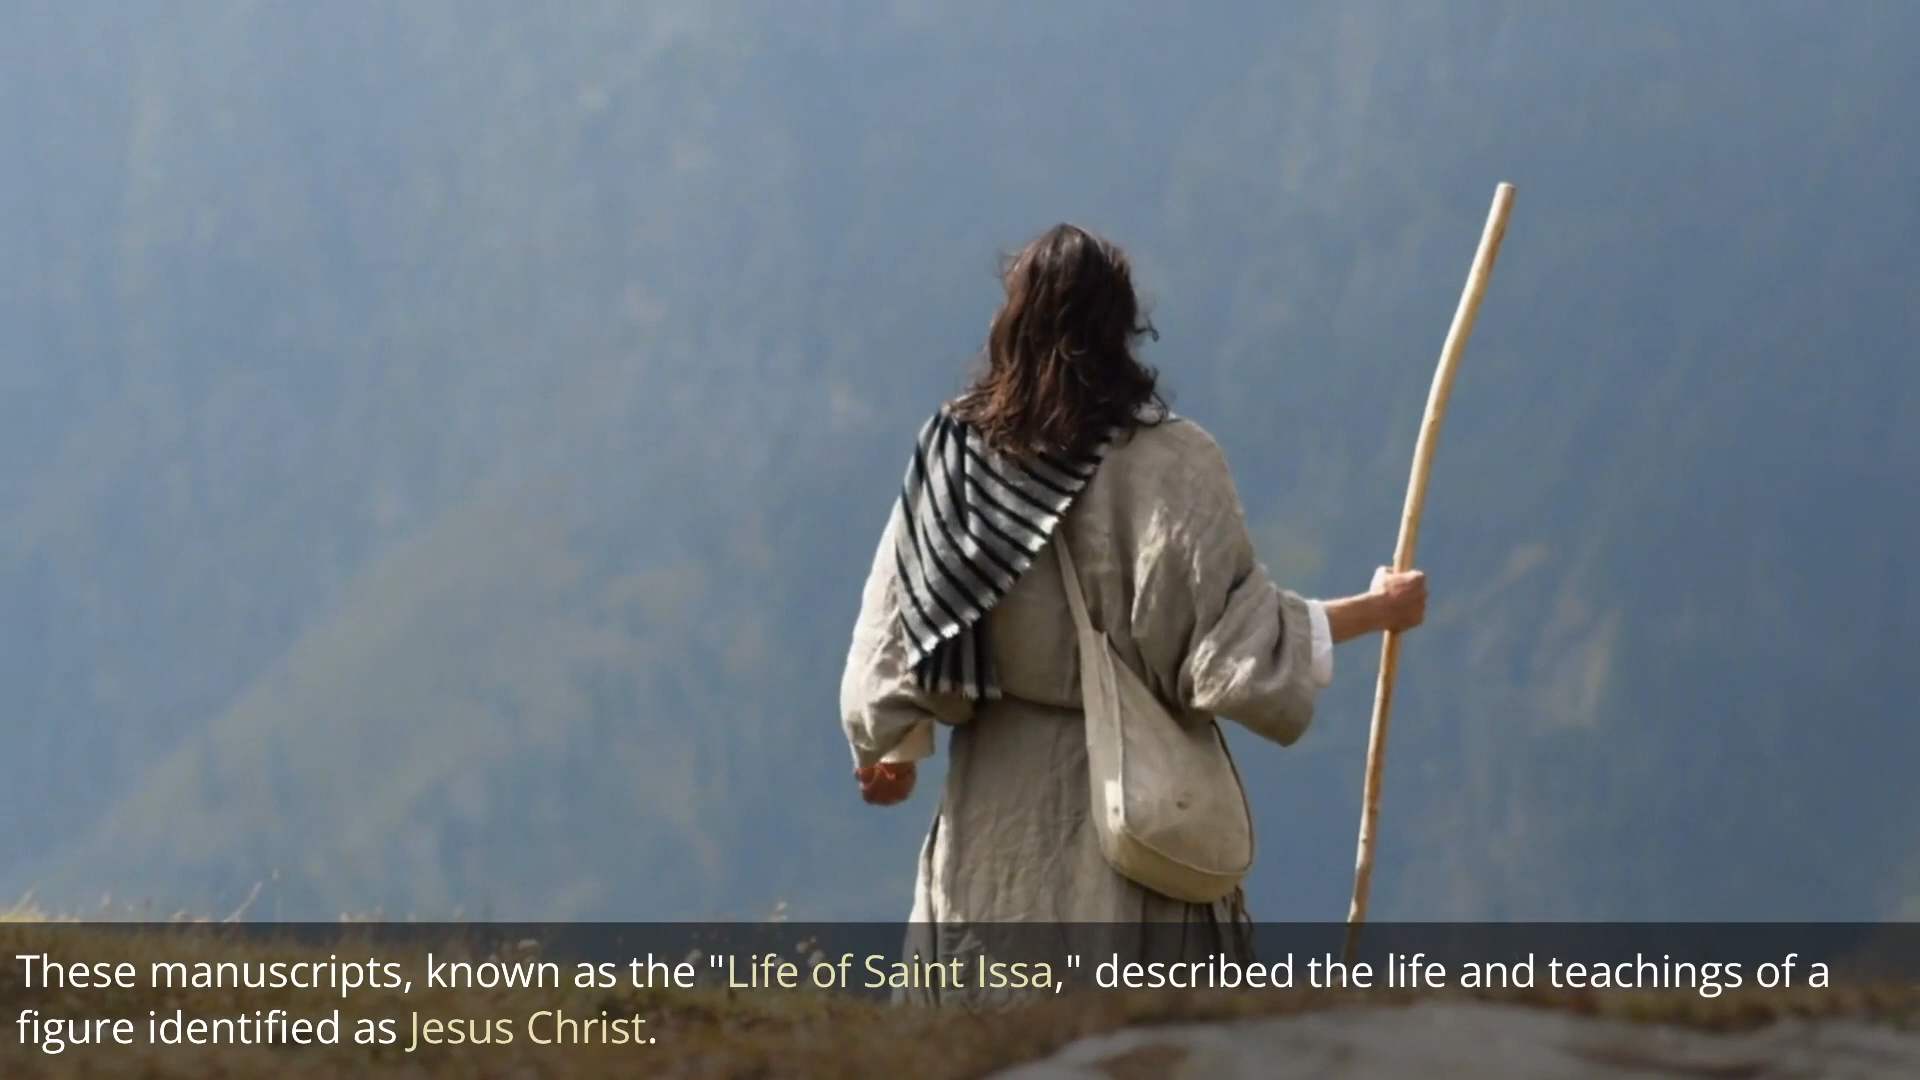 These manuscripts, known as the "Life of Saint Issa," described the life and teachings of a
figure identified as Jesus Christ.